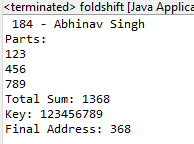 <terminated> foldshift [Java Applica
184 - Abhinav Singh
Parts:
123
456
789
Total Sum: 1368
Key: 123456789
Final Address: 368